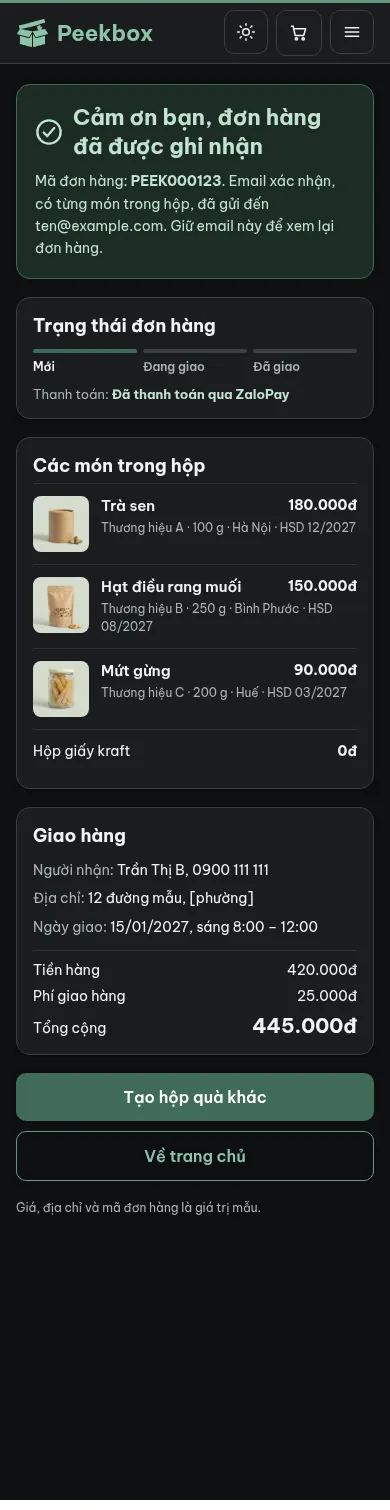 Peekbox
Cảm ơn bạn, đơn hàng
đã được ghi nhận
Mã đơn hàng: PEEK000123. Email xác nhận,
có từng món trong hộp, đã gửi đến
ten@example.com. Giữ email này để xem lại
đơn hàng.
Trạng thái đơn hàng
Mới
Đang giao
Đã giao
Thanh toán: Đã thanh toán qua ZaloPay
Các món trong hộp
Trà sen 180.000đ
Thương hiệu A · 100 g · Hà Nội · HSD 12/2027
Hạt điều rang muối 150.000đ
Thương hiệu B · 250 g · Bình Phước · HSD
08/2027
Mứt gừng 90.000đ
Thương hiệu C · 200 g · Huế · HSD 03/2027
Hộp giấy kraft 0đ
Giao hàng
Người nhận: Trần Thị B, 0900 111 111
Địa chỉ: 12 đường mẫu, [phường]
Ngày giao: 15/01/2027, sáng 8:00 – 12:00
Tiền hàng 420.000đ
Phí giao hàng 25.000đ
Tổng cộng 445.000đ
Tạo hộp quà khác
Về trang chủ
Giá, địa chỉ và mã đơn hàng là giá trị mẫu.